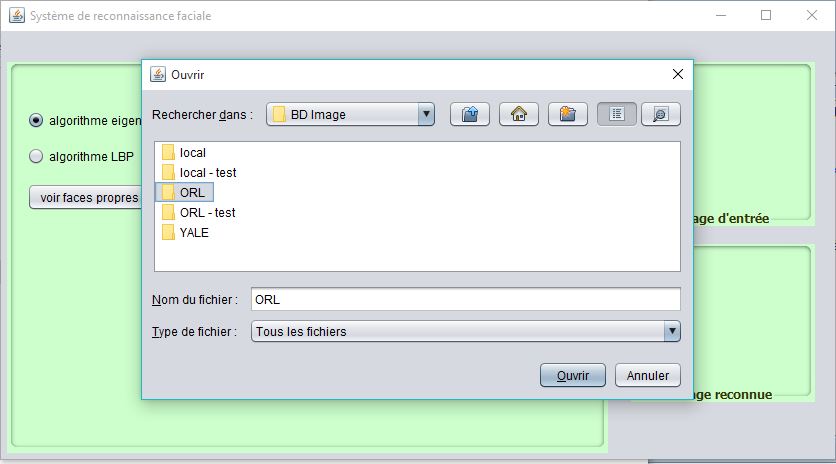 Système de reconnaissance faciale
Ouvrir
Rechercher dans :
BD Image
algorithme eigen
algorithme LBP
voir faces propres
local
local - test
ORL
ORL - test
YALE
age d'entrée
Nom du fichier :
ORL
Type de fichier :
Tous les fichiers
Ouvrir
Annuler
age reconnue